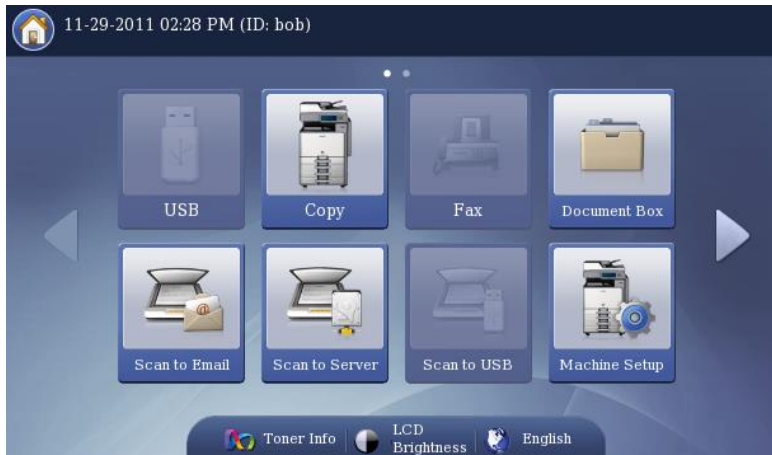 11-29-2011 02:28 PM (ID: bob)
USB
Copy
Fax
Document Box
Scan to Email
Scan to Server
Scan to USB
Machine Setup
Toner Info
LCD
Brightness
English